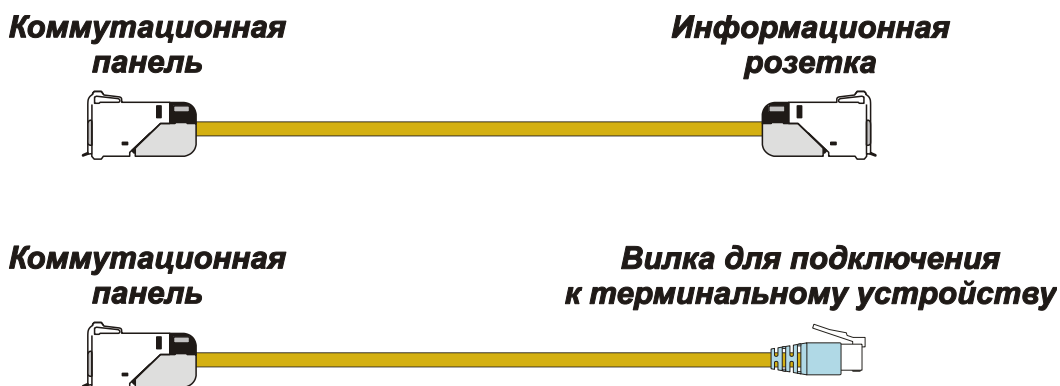 Коммутационная
панель
Информационная
розетка
Коммутационная
панель
Вилка для подключения
к терминальному устройству